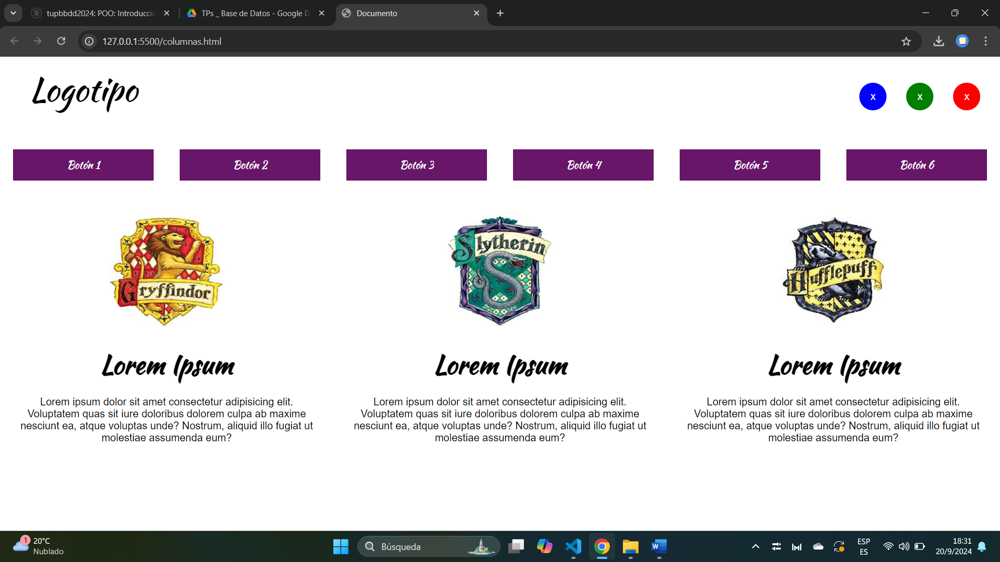 tupbbdd2024: POO: Introducció
TPs _ Base de Datos - Google D
Documento
127.0.0.1:5500/columnas.html
Logotipo
x x x
Botón 1
Botón 2
Botón 3
Botón 4
Botón 5
Botón 6
Gryffindor
Slytherin
Hufflepuff
Lorem Ipsum
Lorem ipsum dolor sit amet consectetur adipisicing elit.
Voluptatem quas sit iure doloribus dolorem culpa ab maxime
nesciunt ea, atque voluptas unde? Nostrum, aliquid illo fugiat ut
molestiae assumenda eum?
Lorem Ipsum
Lorem ipsum dolor sit amet consectetur adipisicing elit.
Voluptatem quas sit iure doloribus dolorem culpa ab maxime
nesciunt ea, atque voluptas unde? Nostrum, aliquid illo fugiat ut
molestiae assumenda eum?
Lorem Ipsum
Lorem ipsum dolor sit amet consectetur adipisicing elit.
Voluptatem quas sit iure doloribus dolorem culpa ab maxime
nesciunt ea, atque voluptas unde? Nostrum, aliquid illo fugiat ut
molestiae assumenda eum?
1
20°C
Nublado
Búsqueda
W
ESP
ES
18:31
20/9/2024